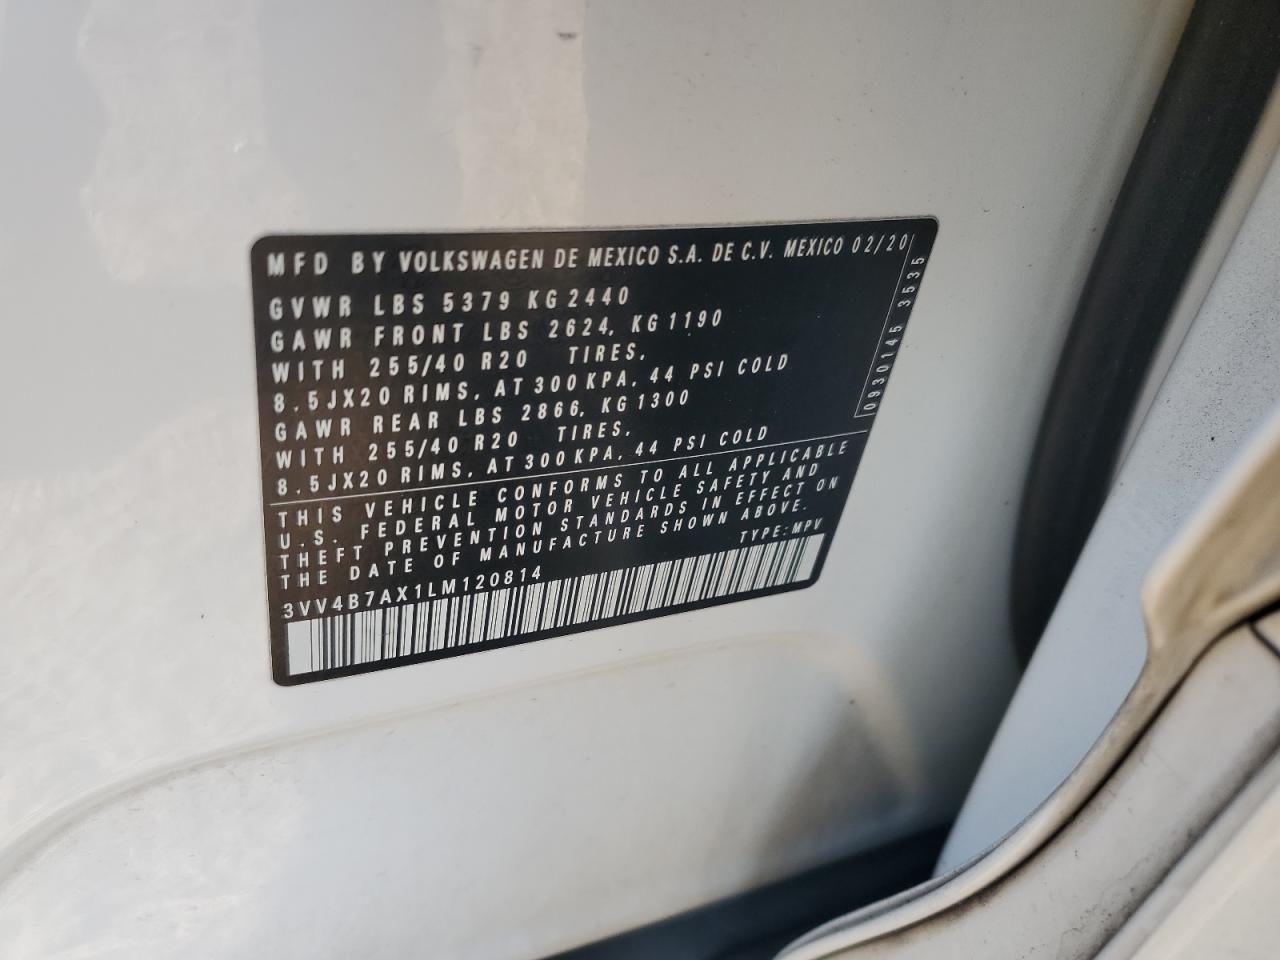 MFD BY VOLKSWAGEN DE MEXICO S.A. DE C.V. MEXICO 02/20
GVWR LBS 5379 KG 2440
GAWR FRONT LBS 2624, KG 1190
WITH 255/40 R20 TIRES,
8.5JX20 RIMS, AT 300 KPA, 44 PSI COLD
GAWR REAR LBS 2866, KG 1300
WITH 255/40 R20 TIRES,
8.5JX20 RIMS, AT 300 KPA, 44 PSI COLD
0930145 3535
THIS VEHICLE CONFORMS TO ALL APPLICABLE
U.S. FEDERAL MOTOR VEHICLE SAFETY AND
THEFT PREVENTION STANDARDS IN EFFECT ON
THE DATE OF MANUFACTURE SHOWN ABOVE.
TYPE: MPV
3VV4B7AX1LM120814